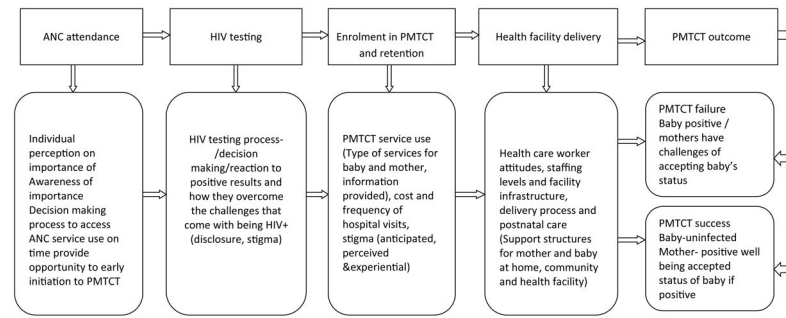 ANC attendance
HIV testing
Enrolment in PMTCT
and retention
Health facility delivery
PMTCT outcome
Individual
perception on
importance of
Awareness of
importance
Decision making
process to access
ANC service use on
time provide
opportunity to early
initiation to PMTCT
HIV testing process-
/decision
making/reaction to
positive results and
how they overcome
the challenges that
come with being HIV+
(disclosure, stigma)
PMTCT service use
(Type of services for
baby and mother,
information
provided), cost and
frequency of
hospital visits,
stigma (anticipated,
perceived
&experiential)
Health care worker
attitudes, staffing
levels and facility
infrastructure,
delivery process and
postnatal care
(Support structures
for mother and baby
at home, community
and health facility)
PMTCT failure
Baby positive /
mothers have
challenges of
accepting baby's
status
PMTCT success
Baby-uninfected
Mother- positive well
being accepted
status of baby if
positive